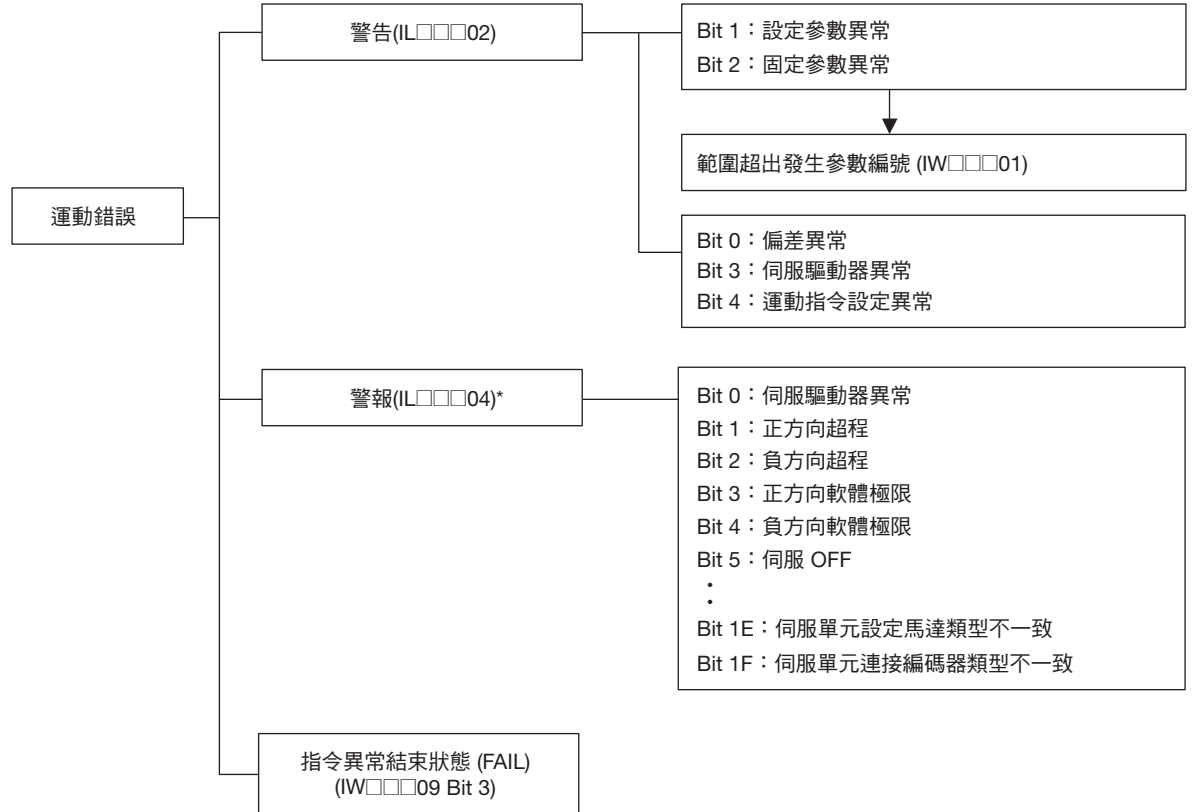 運動錯誤
警告(IL□□□02)
Bit 1：設定參數異常
Bit 2：固定參數異常
範圍超出發生參數編號 (IW□□□01)
Bit 0：偏差異常
Bit 3：伺服驅動器異常
Bit 4：運動指令設定異常
警報(IL□□□04)*
Bit 0：伺服驅動器異常
Bit 1：正方向超程
Bit 2：負方向超程
Bit 3：正方向軟體極限
Bit 4：負方向軟體極限
Bit 5：伺服 OFF
：
Bit 1E：伺服單元設定馬達類型不一致
Bit 1F：伺服單元連接編碼器類型不一致
指令異常結束狀態 (FAIL)
(IW□□□09 Bit 3)